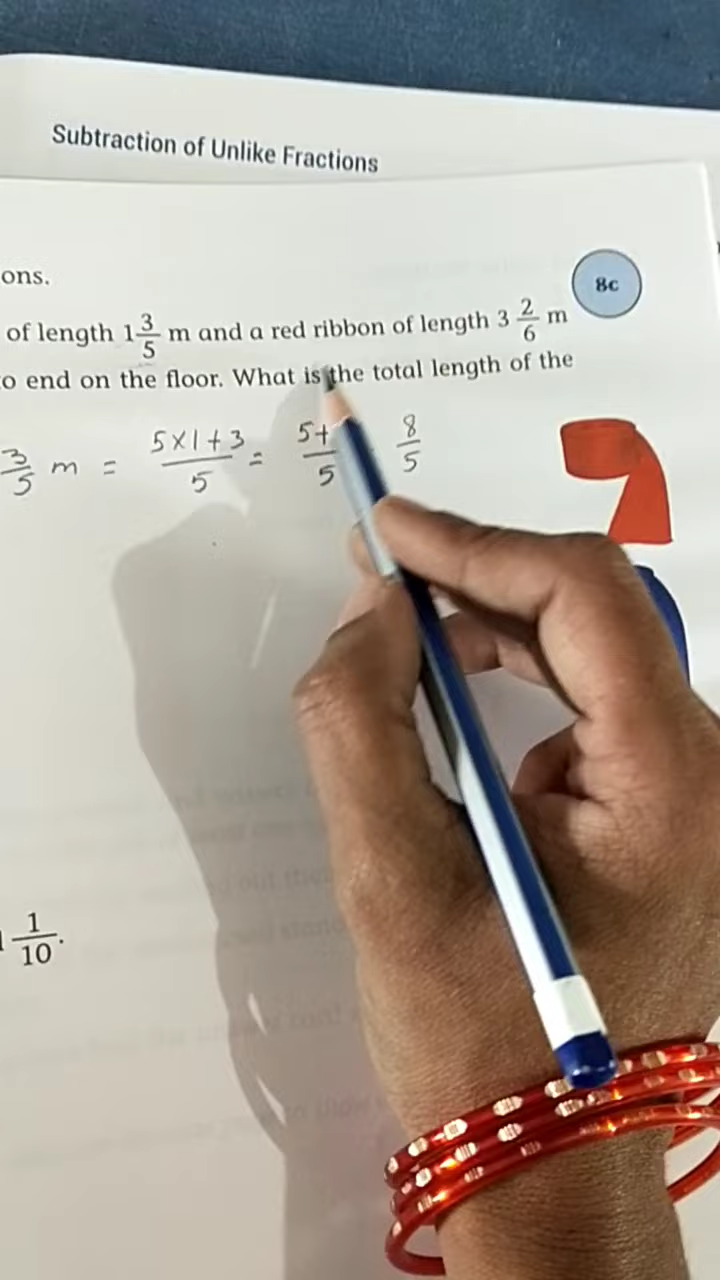 Subtraction of Unlike Fractions
ons.
8c
of length 1 3/5 m and a red ribbon of length 3 2/6 m
o end on the floor. What is the total length of the
3/5 m = 5×1+3/5 = 5+/5 8/5
1/10.